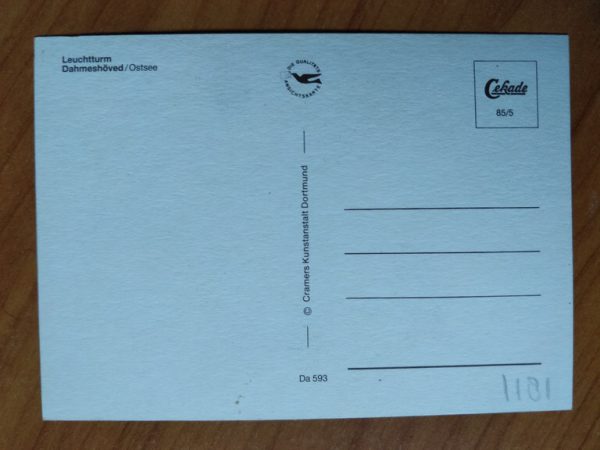 Leuchtturm
Dahmeshöved/Ostsee
DIE QUALITÄTS
ANSICHTSKARTE
Cekade
85/5
© Cramers Kunstanstalt Dortmund
Da 593
1181